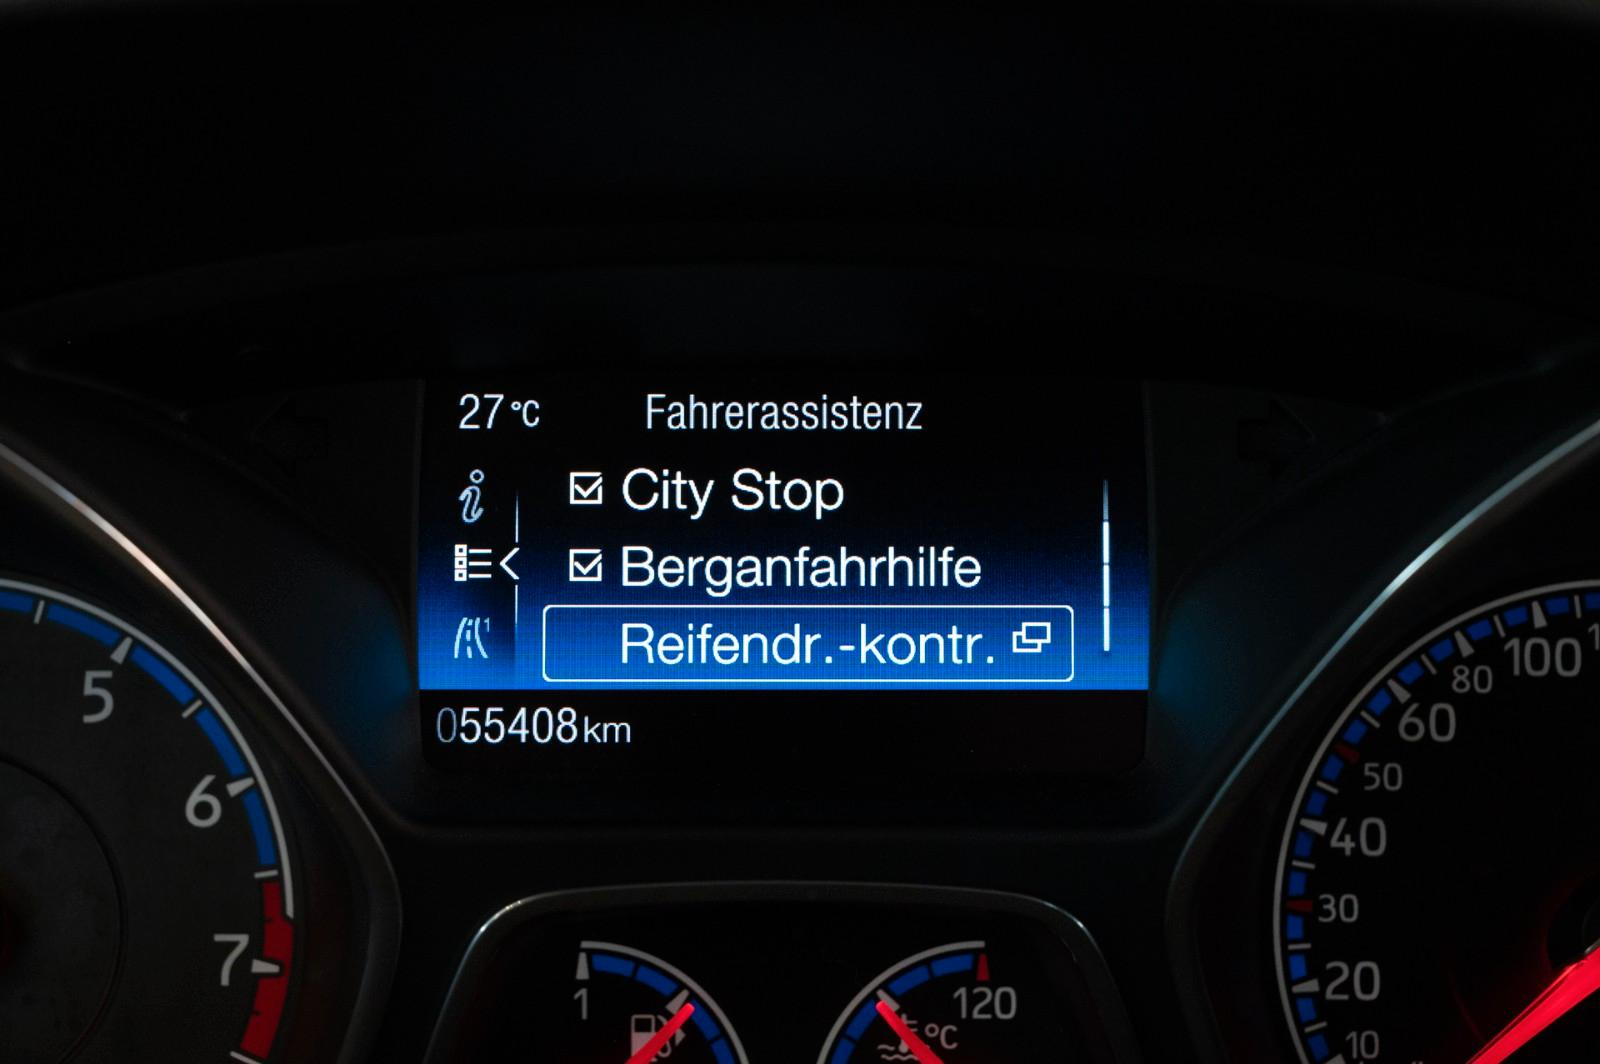 27°C Fahrerassistenz
City Stop
Berganfahrhilfe
Reifendr.-kontr.
055408km
5
6
7
1
120
°C
100
80
60
50
40
30
20
10